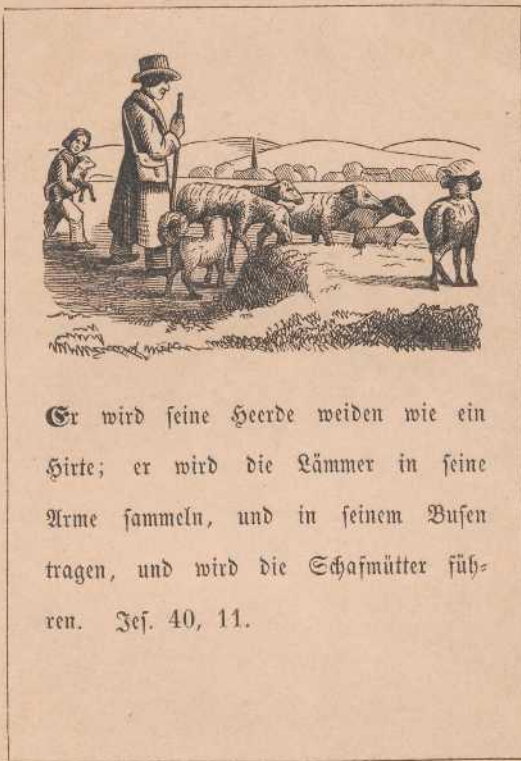 Er wird seine Heerde weiden wie ein
Hirte; er wird die Lämmer in seine
Arme sammeln, und in seinem Busen
tragen, und wird die Schafmütter füh-
ren. Jes. 40, 11.